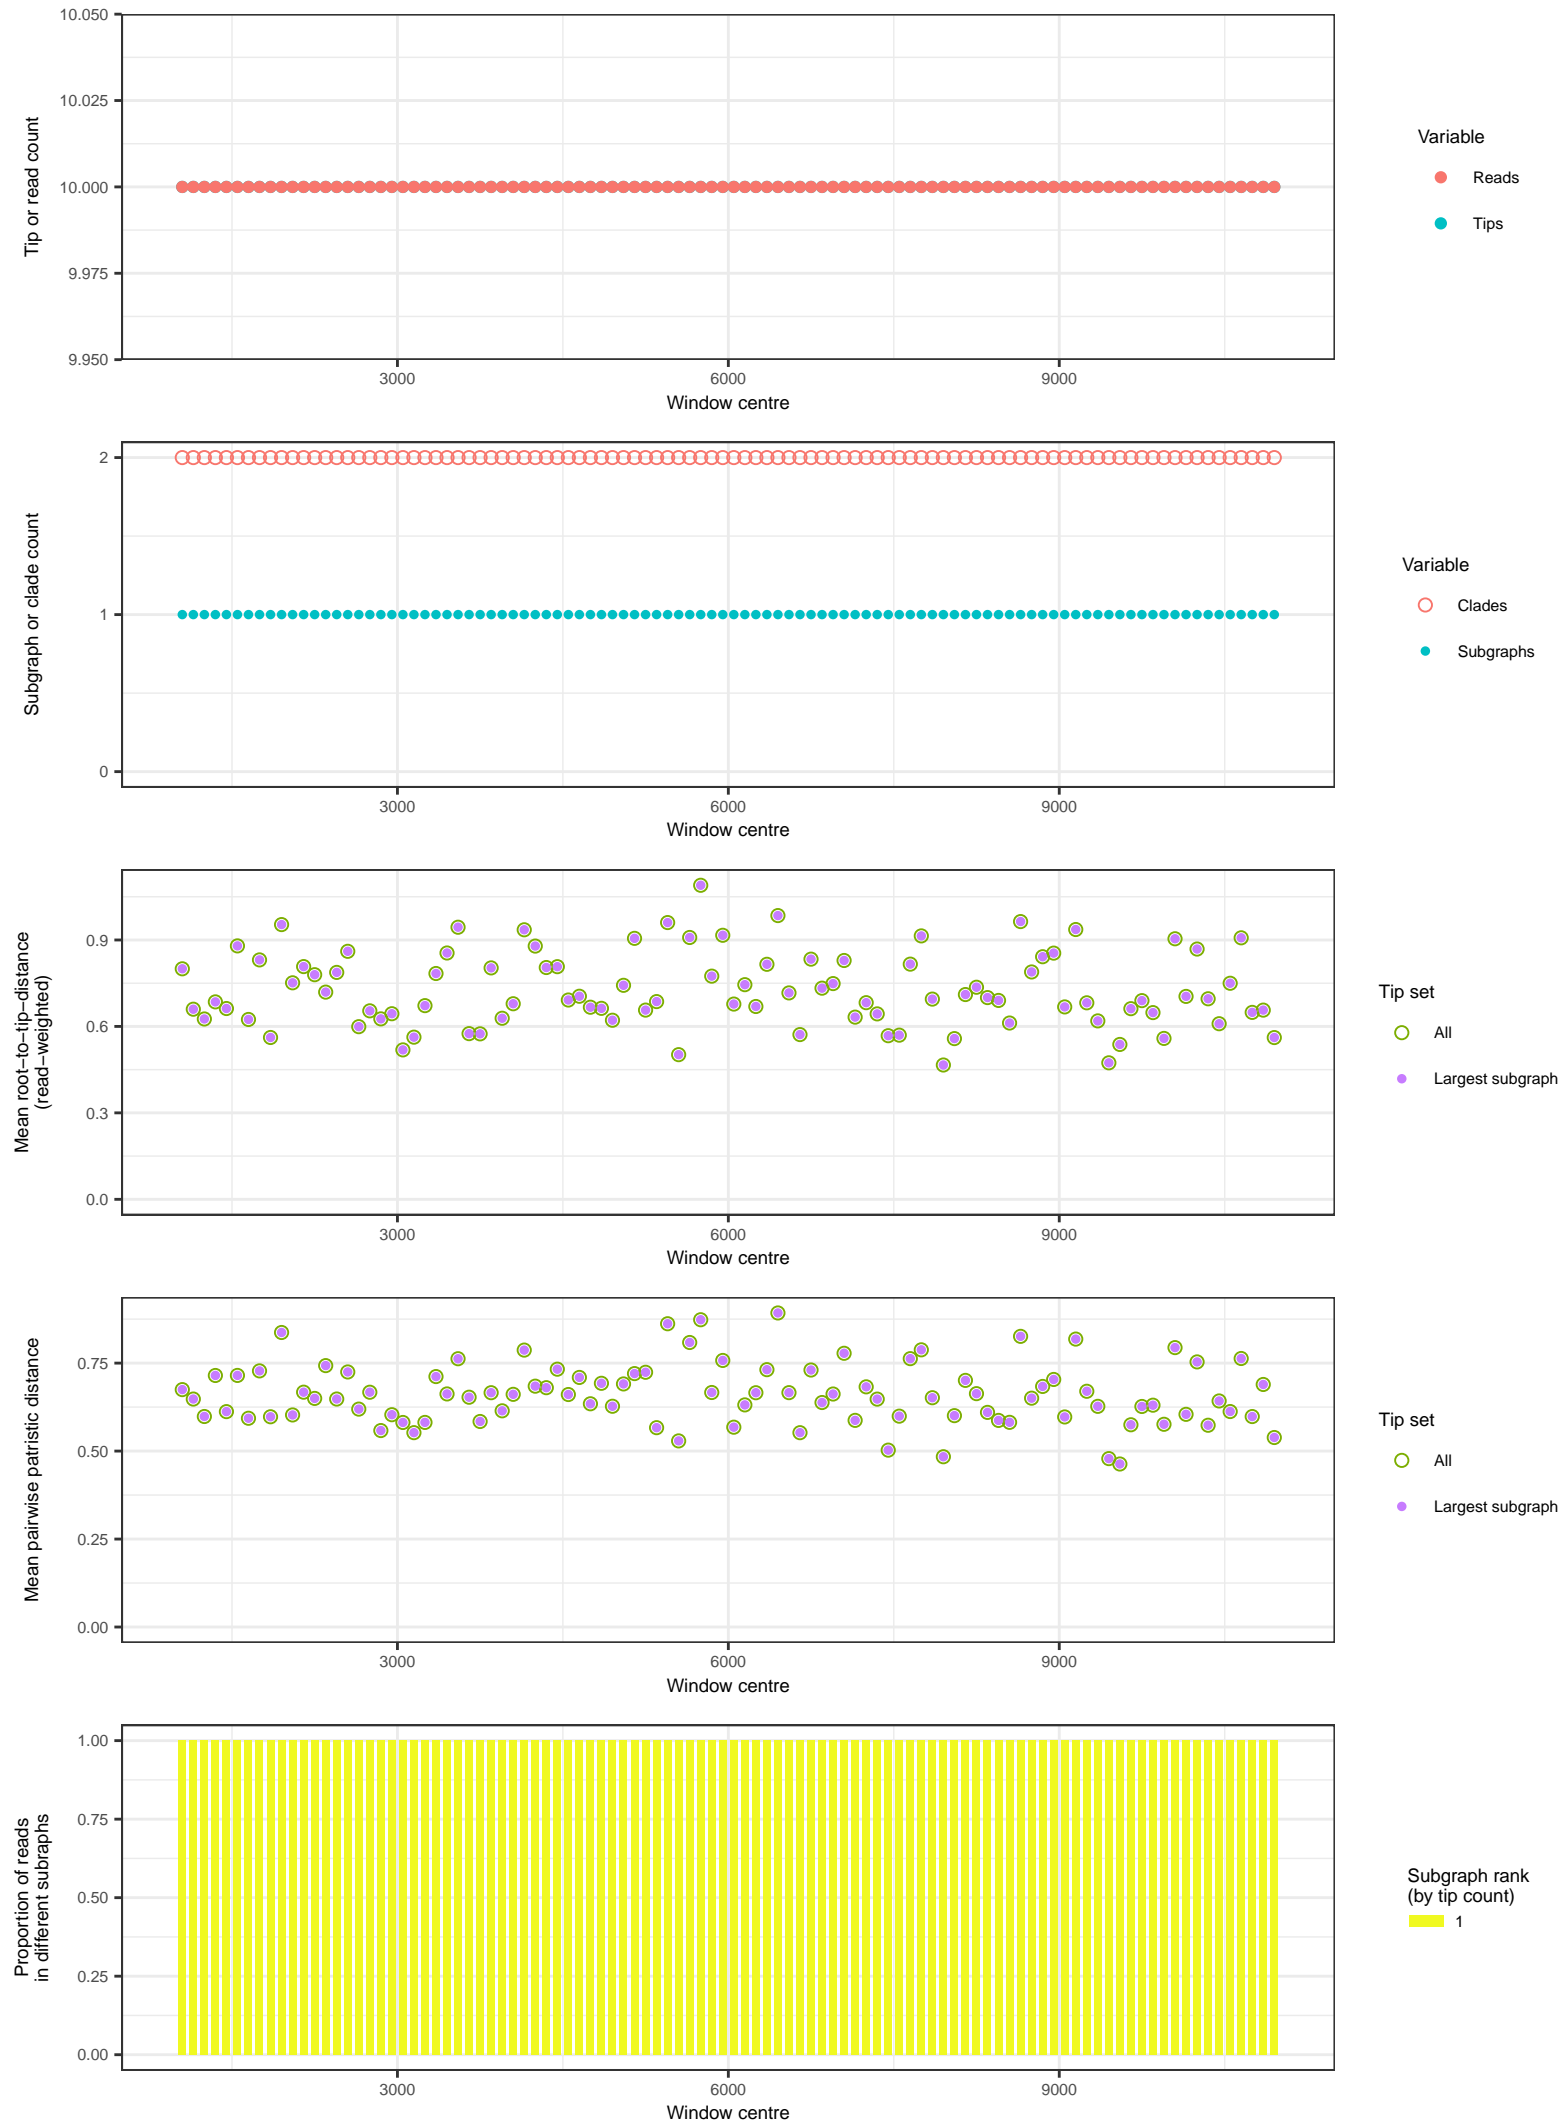 10.050
10.025
10.000
9.975
9.950
Tip or read count
3000 6000 9000
Window centre
Variable
Reads
Tips
2
1
0
Subgraph or clade count
3000 6000 9000
Window centre
Variable
Clades
Subgraphs
0.9
0.6
0.3
0.0
Mean root−to−tip−distance
(read−weighted)
3000 6000 9000
Window centre
Tip set
All
Largest subgraph
0.75
0.50
0.25
0.00
Mean pairwise patristic distance
3000 6000 9000
Window centre
Tip set
All
Largest subgraph
1.00
0.75
0.50
0.25
0.00
Proportion of reads
in different subraphs
3000 6000 9000
Window centre
Subgraph rank
(by tip count)
1